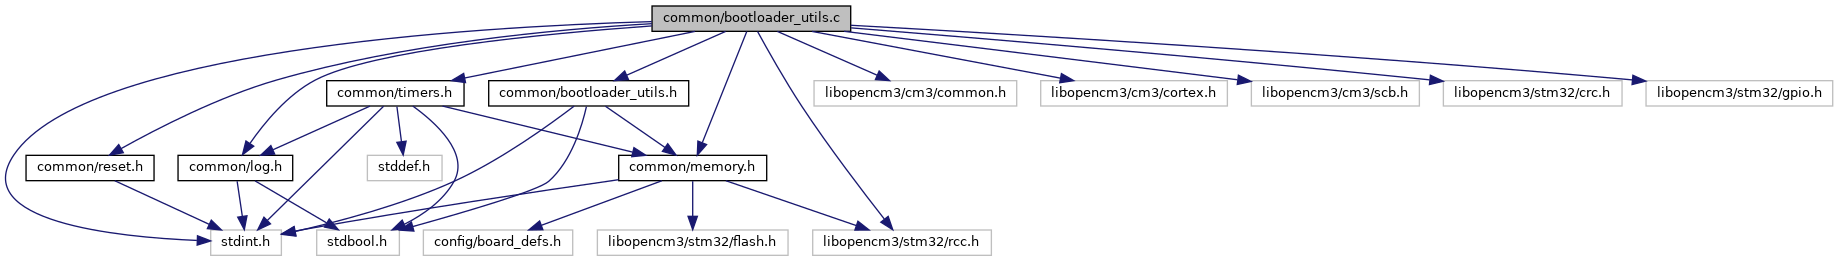 common/bootloader_utils.c
common/timers.h
common/bootloader_utils.h
libopencm3/cm3/common.h
libopencm3/cm3/cortex.h
libopencm3/cm3/scb.h
libopencm3/stm32/crc.h
libopencm3/stm32/gpio.h
common/reset.h
common/log.h
stddef.h
common/memory.h
stdint.h
stdbool.h
config/board_defs.h
libopencm3/stm32/flash.h
libopencm3/stm32/rcc.h